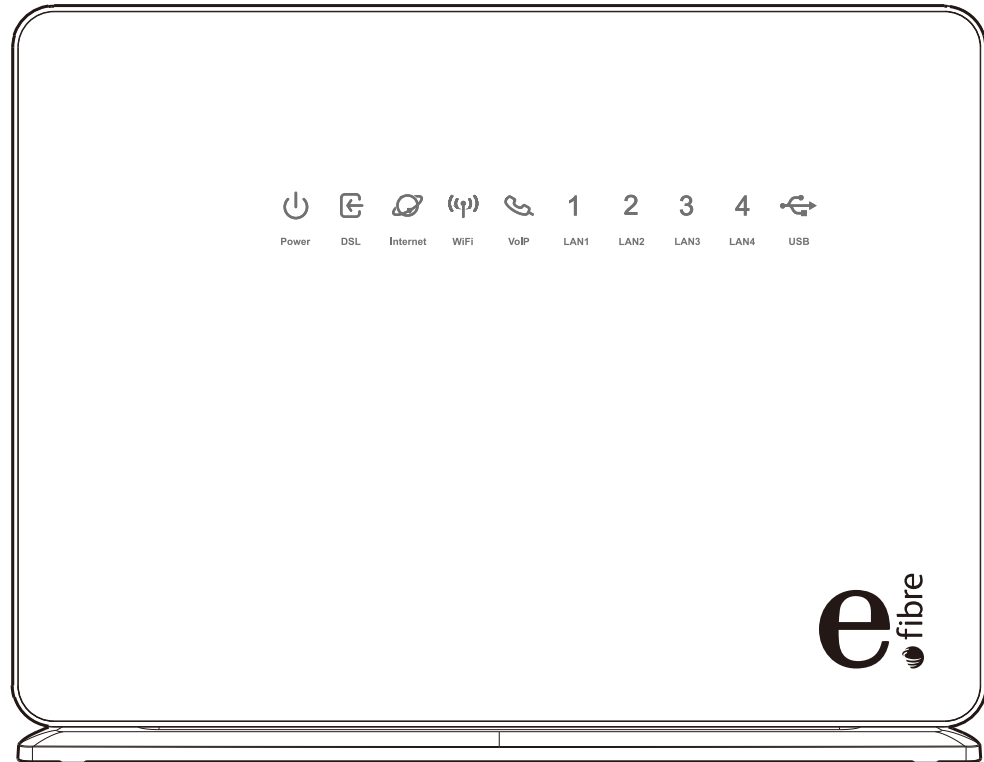 1 2 3 4
Power DSL Internet WiFi VoIP LAN1 LAN2 LAN3 LAN4 USB
e fibre